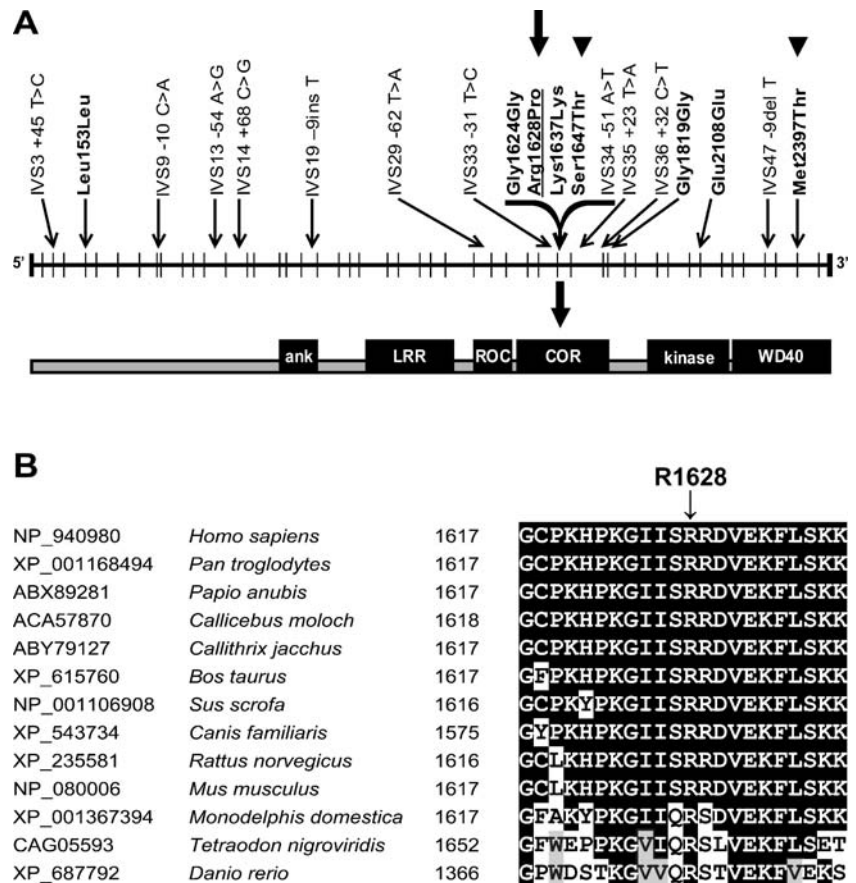 A
IVS3 +45 T>C
Leu153Leu
IVS9 -10 C>A
IVS13 -54 A>G
IVS14 +68 C>G
IVS19 –9ins T
IVS29 -62 T>A
IVS33 -31 T>C
Gly1624Gly
Arg1628Pro
Lys1637Lys
Ser1647Thr
IVS34 -51 A>T
IVS35 +23 T>A
IVS36 +32 C>T
Gly1819Gly
Glu2108Glu
IVS47 -9del T
Met2397Thr
5' 3'
ank LRR ROC COR kinase WD40
B
R1628
NP_940980 Homo sapiens 1617 GCPKHPKGIISRRDVEKFLSKK
XP_001168494 Pan troglodytes 1617 GCPKHPKGIISRRDVEKFLSKK
ABX89281 Papio anubis 1617 GCPKHPKGIISRRDVEKFLSKK
ACA57870 Callicebus moloch 1618 GCPKHPKGIISRRDVEKFLSKK
ABY79127 Callithrix jacchus 1617 GCPKHPKGIISRRDVEKFLSKK
XP_615760 Bos taurus 1617 GFPKHPKGIISRRDVEKFLSKK
NP_001106908 Sus scrofa 1616 GCPKYPKGIISRRDVEKFLSKK
XP_543734 Canis familiaris 1575 GYPKHPKGIISRRDVEKFLSKK
XP_235581 Rattus norvegicus 1616 GCLKHPKGIISRRDVEKFLSKK
NP_080006 Mus musculus 1617 GCLKHPKGIISRRDVEKFLSKK
XP_001367394 Monodelphis domestica 1617 GFAKYPKGIIQRSDVEKFLSKK
CAG05593 Tetraodon nigroviridis 1652 GFWEPPKGVIQRSLVEKFLSET
XP_687792 Danio rerio 1366 GPWDSTKGVVQRSTVEKFVEKS